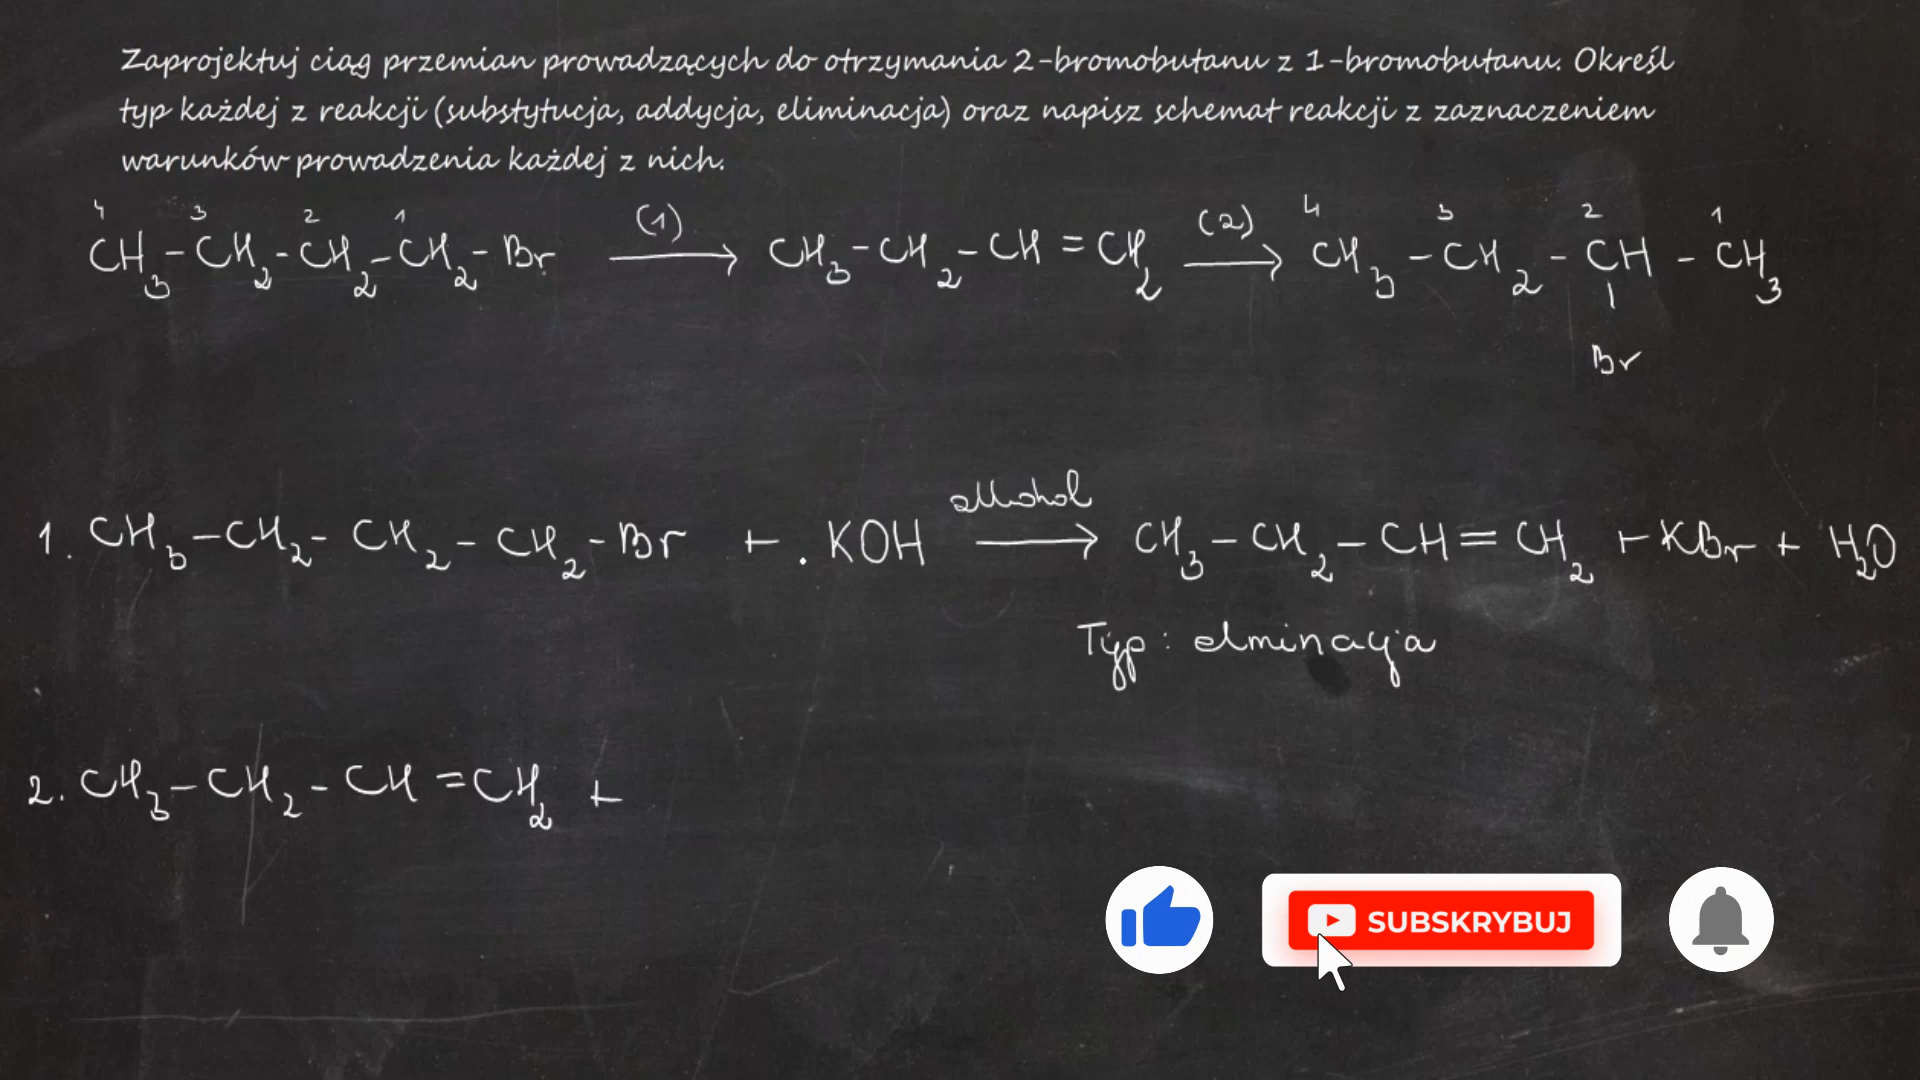 Zaprojektuj ciąg przemian prowadzących do otrzymania 2-bromobutanu z 1-bromobutanu. Określ
typ każdej z reakcji (substytucja, addycja, eliminacja) oraz napisz schemat reakcji z zaznaczeniem
warunków prowadzenia każdej z nich.
4 3 2 1 (1) (2) 4 3 2 1
CH₃-CH₂-CH₂-CH₂-Br → CH₃-CH₂-CH=CH₂ → CH₃-CH₂-CH-CH₃
|
Br
alkohol
1. CH₃-CH₂-CH₂-CH₂-Br + . KOH → CH₃-CH₂-CH=CH₂ + KBr + H₂O
Typ: elminacja
2. CH₃-CH₂-CH=CH₂ +
SUBSKRYBUJ